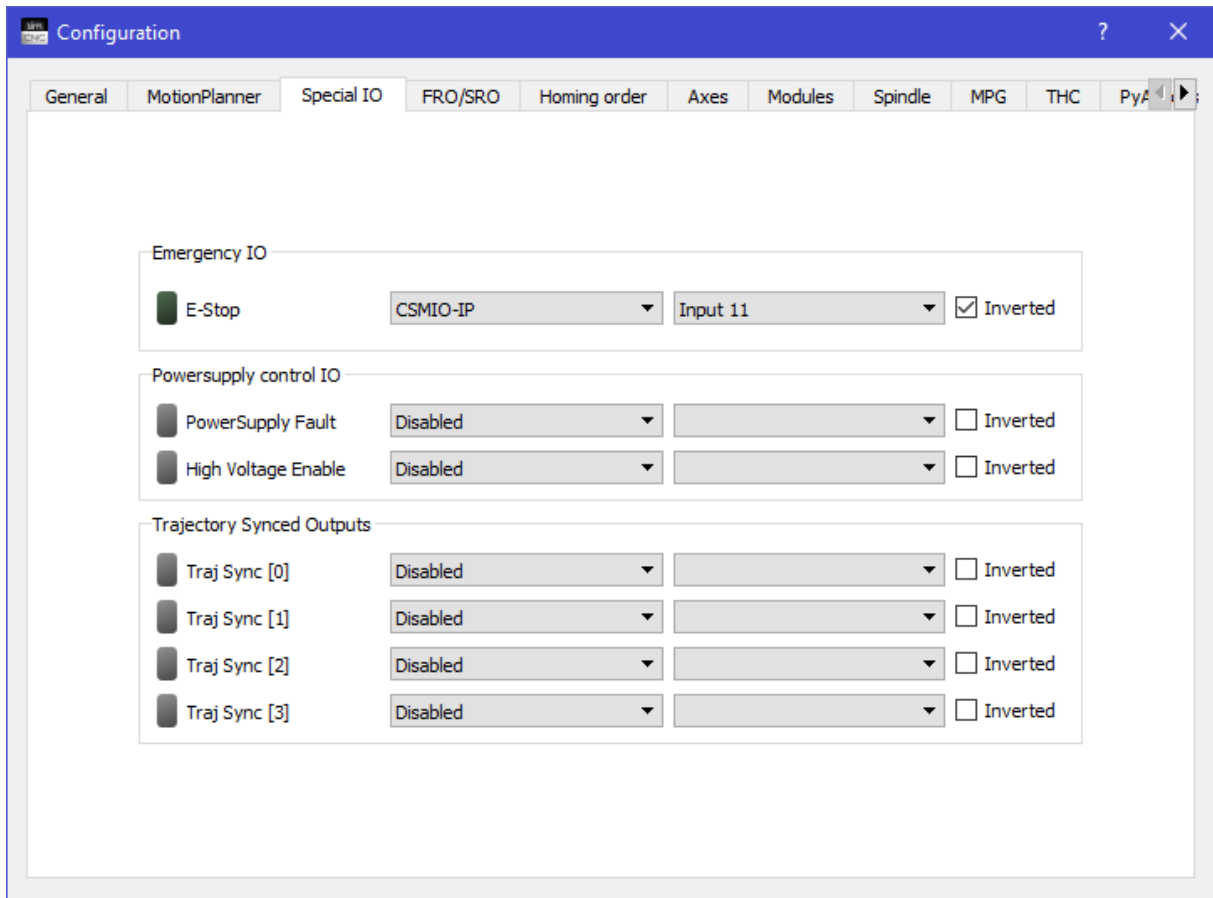 sim CNC Configuration ?
General MotionPlanner Special IO FRO/SRO Homing order Axes Modules Spindle MPG THC
Emergency IO
E-Stop CSMIO-IP Input 11 Inverted
Powersupply control IO
PowerSupply Fault Disabled Inverted
High Voltage Enable Disabled Inverted
Trajectory Synced Outputs
Traj Sync [0] Disabled Inverted
Traj Sync [1] Disabled Inverted
Traj Sync [2] Disabled Inverted
Traj Sync [3] Disabled Inverted